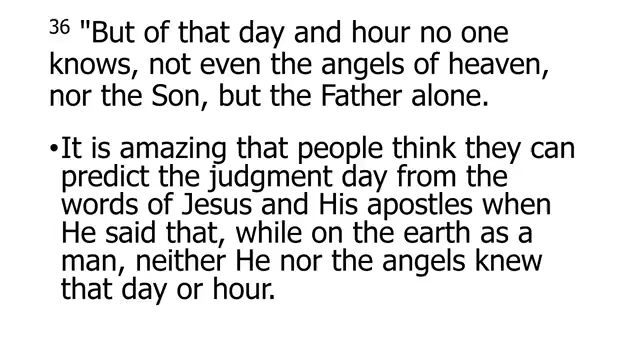 36 "But of that day and hour no one
knows, not even the angels of heaven,
nor the Son, but the Father alone.
•It is amazing that people think they can
predict the judgment day from the
words of Jesus and His apostles when
He said that, while on the earth as a
man, neither He nor the angels knew
that day or hour.